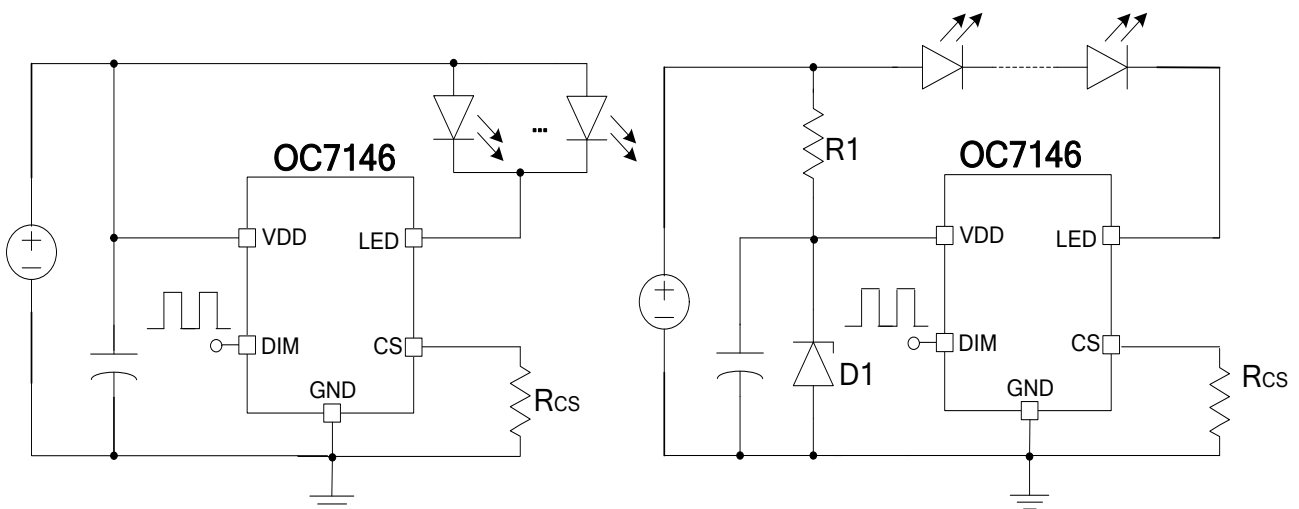 OC7146
VDD
LED
DIM
CS
GND
RCS
...
R1
OC7146
VDD
LED
DIM
CS
GND
D1
RCS